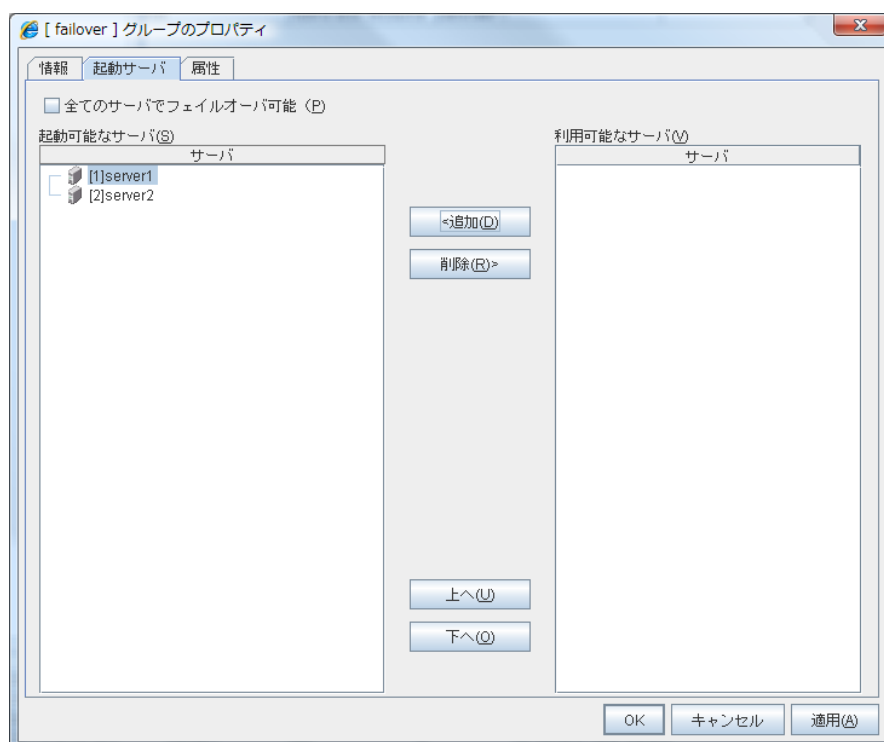 [ failover ] グループのプロパティ
情報 起動サーバ 属性
全てのサーバでフェイルオーバ可能 (P)
起動可能なサーバ(S) 利用可能なサーバ(V)
サーバ サーバ
[1]server1
[2]server2
<追加(D)
削除(R)>
上へ(U)
下へ(O)
OK キャンセル 適用(A)